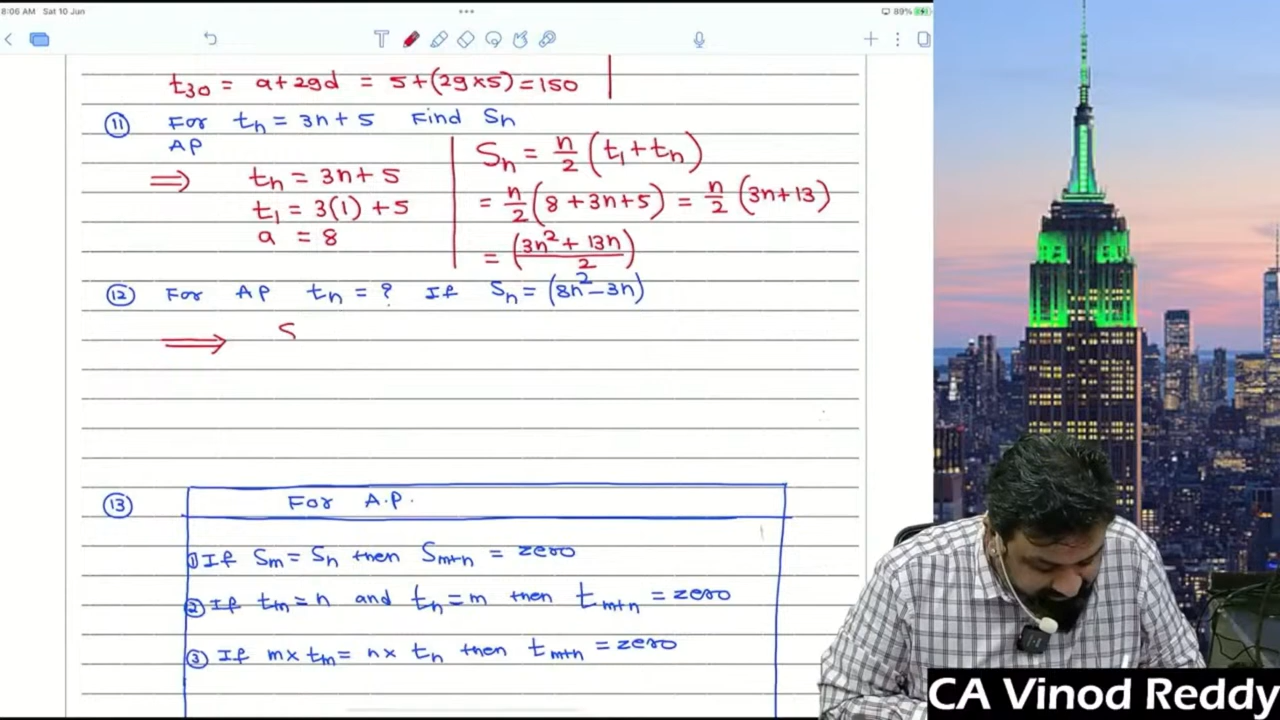 8:06 AM Sat 10 Jun
89%
t₃₀ = a+29d = 5+(29×5)=150
⑪ For tₙ = 3n+5 Find Sₙ
AP
⟹ tₙ = 3n+5
t₁ = 3(1) +5
a = 8
Sₙ = n/2 (t₁+tₙ)
= n/2 (8+3n+5) = n/2 (3n+13)
= (3n²+13n)/2
⑫ For AP tₙ = ? If Sₙ = (8n²-3n)
⟹ S
⑬ For A.P.
① If Sm = Sn then Sm+n = zero
② If tm = n and tn = m then tm+n = zero
③ If m× tm = n× tn then tm+n = zero
CA Vinod Reddy